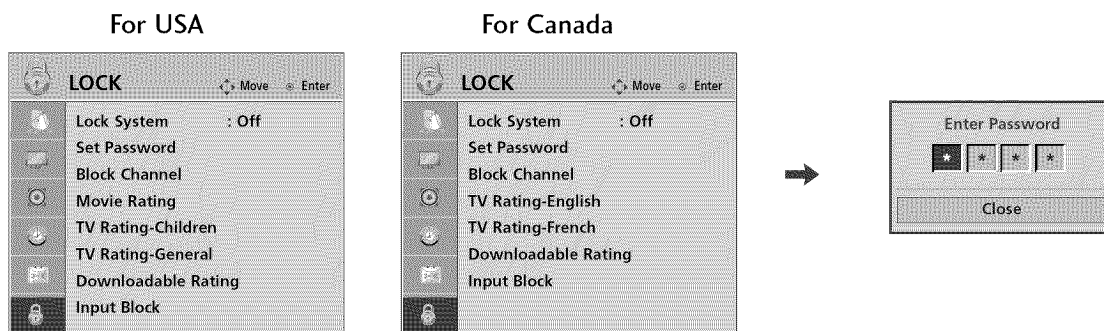 For USA
LOCK Move Enter
Lock System : Off
Set Password
Block Channel
Movie Rating
TV Rating-Children
TV Rating-General
Downloadable Rating
Input Block
For Canada
LOCK Move Enter
Lock System : Off
Set Password
Block Channel
TV Rating-English
TV Rating-French
Downloadable Rating
Input Block
Enter Password
* * * *
Close